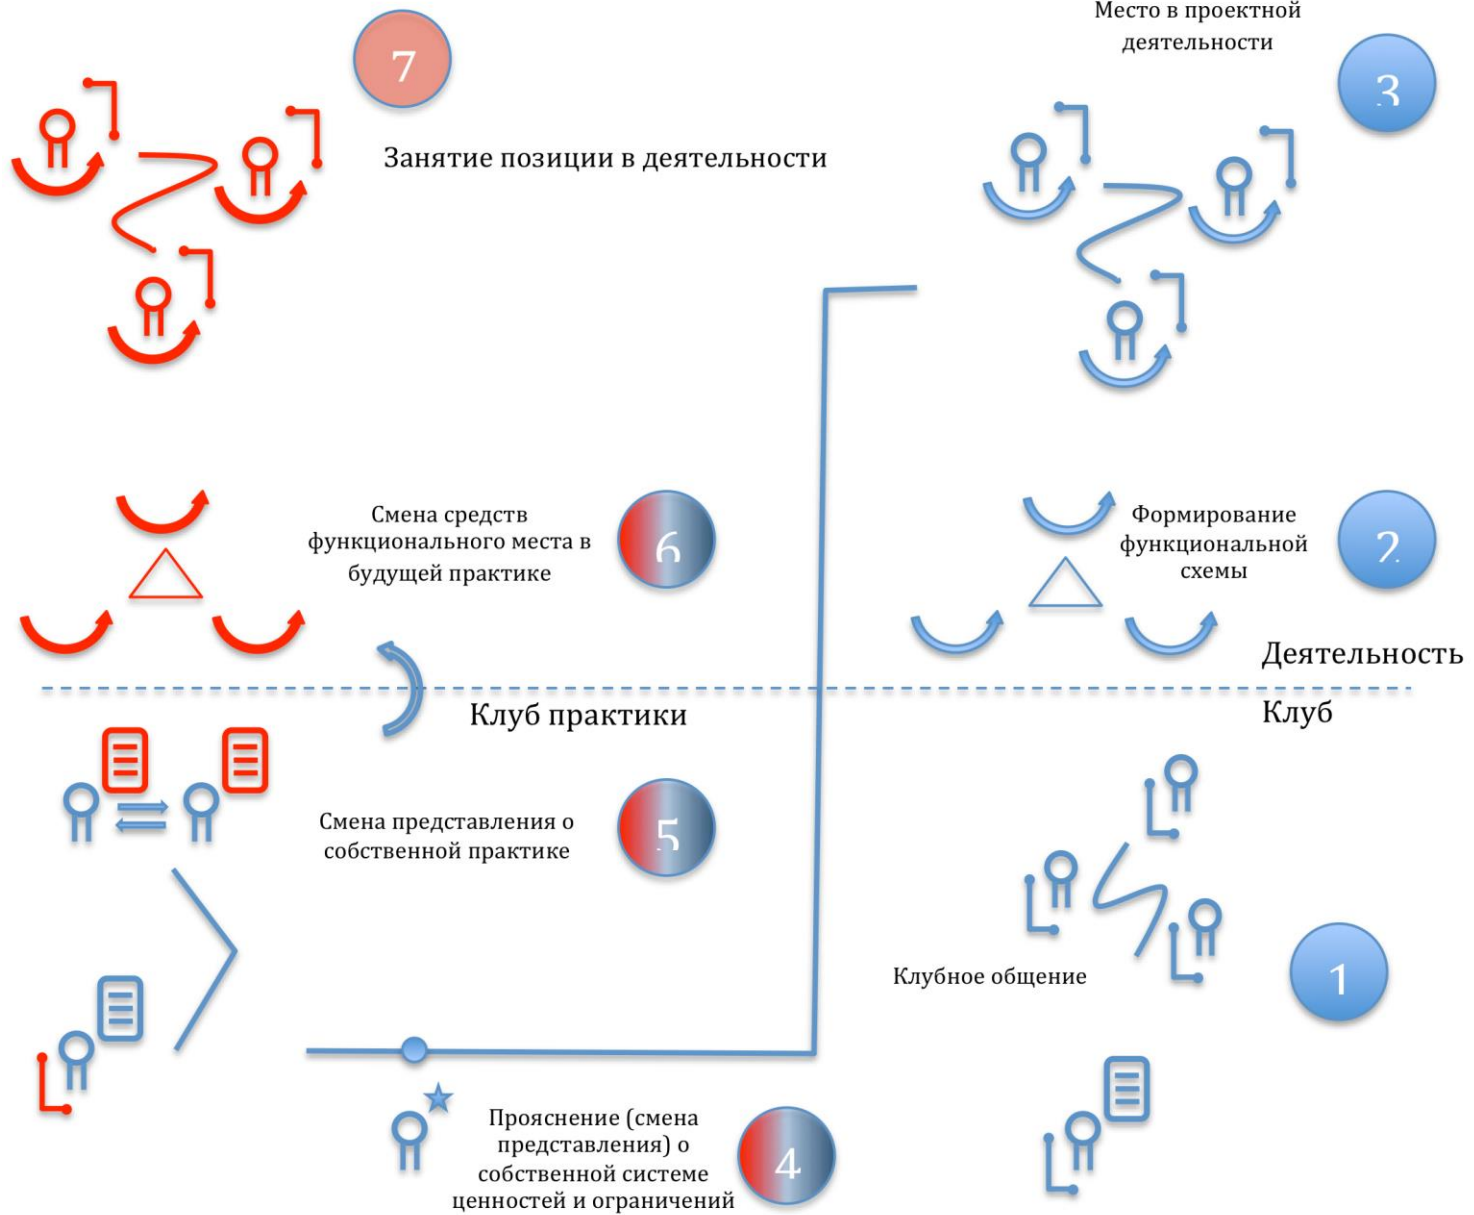 Место в проектной
деятельности
7
3
Занятие позиции в деятельности
Смена средств
функционального места в
будущей практике
6
Формирование
функциональной
схемы
2
Деятельность
Клуб практики
Клуб
Смена представления о
собственной практике
5
Клубное общение
1
Прояснение (смена
представления) о
собственной системе
ценностей и ограничений
4